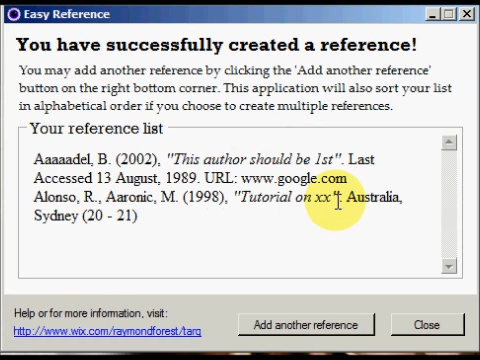 Easy Reference
You have successfully created a reference!
You may add another reference by clicking the 'Add another reference'
button on the right bottom corner. This application will also sort your list
in alphabetical order if you choose to create multiple references.
Your reference list
Aaaaadel, B. (2002), "This author should be 1st". Last
Accessed 13 August, 1989. URL: www.google.com
Alonso, R., Aaronic, M. (1998), "Tutorial on xx". Australia,
Sydney (20 - 21)
Help or for more information, visit:
http://www.wix.com/raymondforest/targ
Add another reference
Close